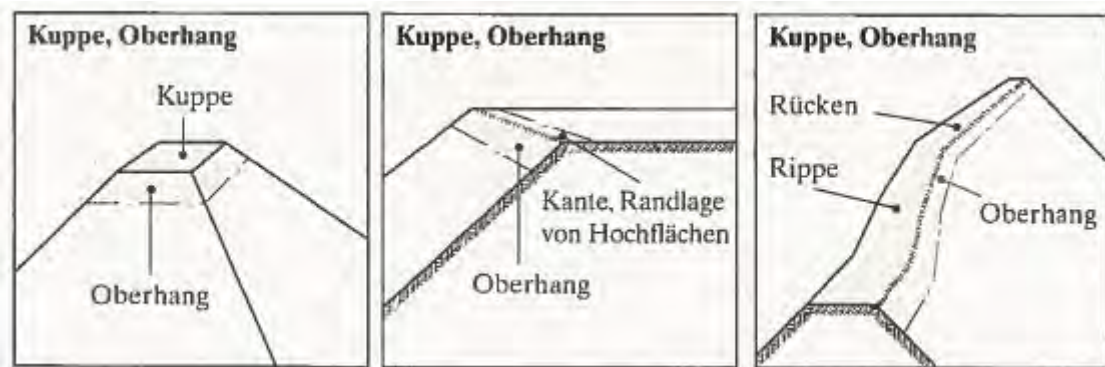 Kuppe, Oberhang
Kuppe
Oberhang
Kuppe, Oberhang
Kante, Randlage
von Hochflächen
Oberhang
Kuppe, Oberhang
Rücken
Rippe
Oberhang